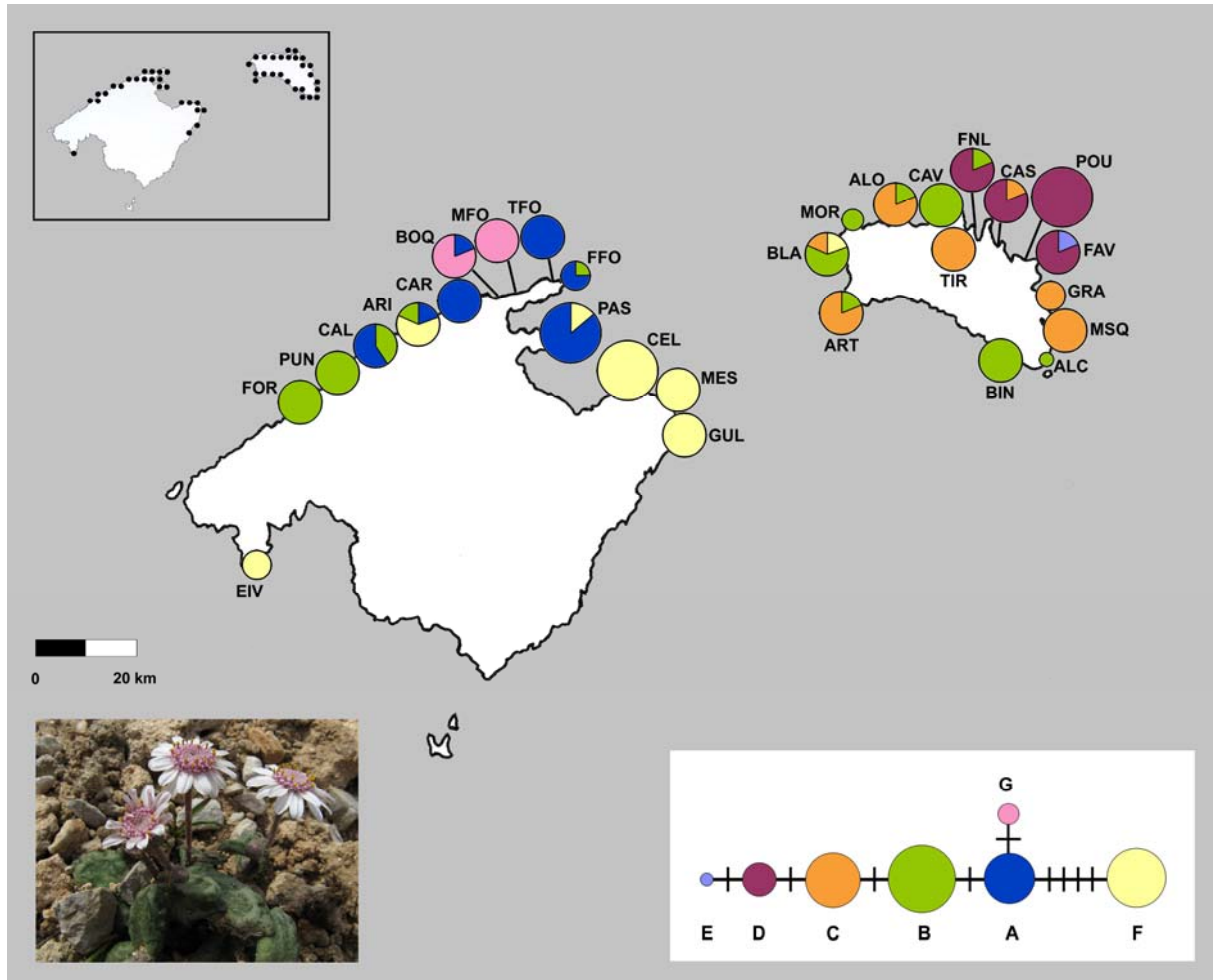 FNL
POU
CAS
CAV
ALO
MOR
BLA
FAV
TIR
GRA
MSQ
ART
ALC
BIN
TFO
MFO
BOQ
FFO
CAR
ARI
PAS
CAL
CEL
PUN
MES
FOR
GUL
EIV
0 20 km
G
E D C B A F